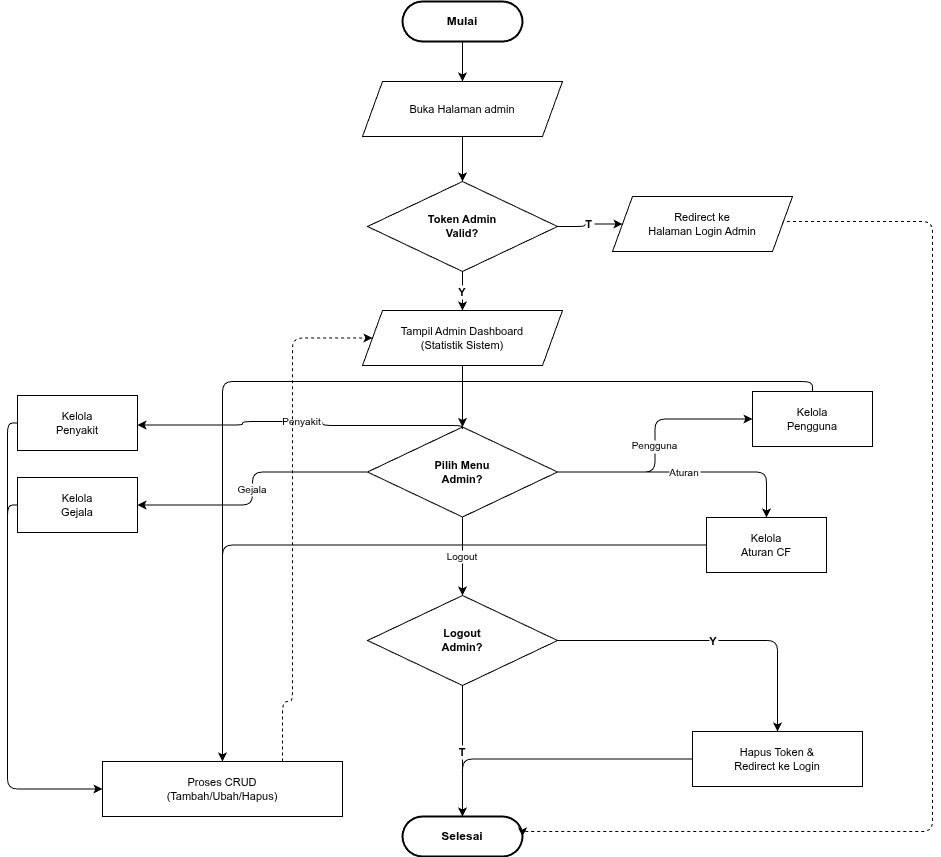 Mulai
Buka Halaman admin
Token Admin
Valid?
T
Redirect ke
Halaman Login Admin
Y
Tampil Admin Dashboard
(Statistik Sistem)
Kelola
Penyakit
Penyakit
Kelola
Pengguna
Pengguna
Pilih Menu
Admin?
Aturan
Gejala
Kelola
Gejala
Kelola
Aturan CF
Logout
Logout
Admin?
Y
T
Hapus Token &
Redirect ke Login
Proses CRUD
(Tambah/Ubah/Hapus)
Selesai